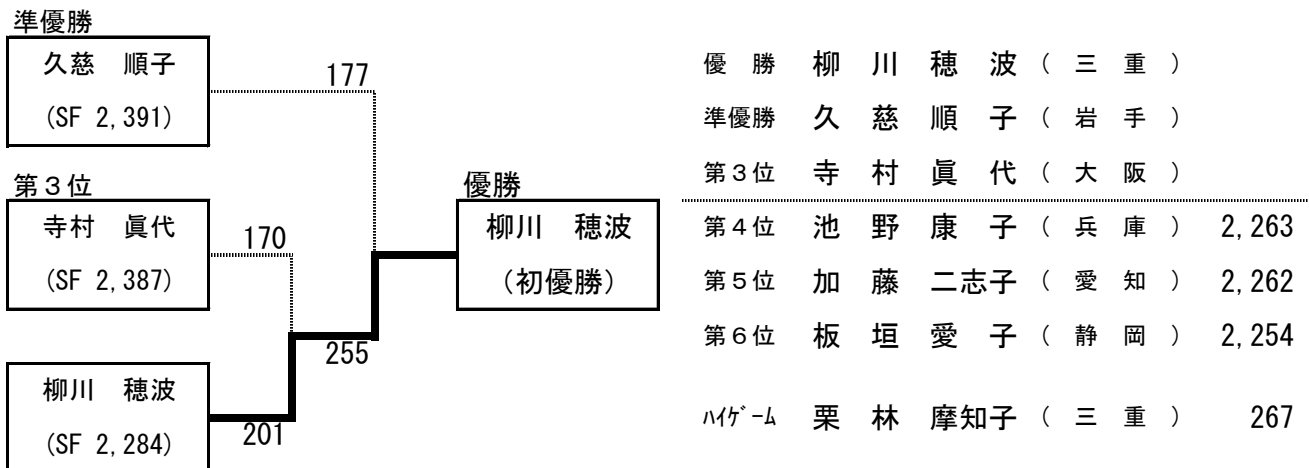 準優勝
久慈　順子
(SF 2,391)
177
第３位
寺村　眞代
(SF 2,387)
170
柳川　穂波
(SF 2,284)
201
255
優勝
柳川　穂波
(初優勝)
優　勝　柳　川　穂　波　（　三　重　）
準優勝　久　慈　順　子　（　岩　手　）
第３位　寺　村　眞　代　（　大　阪　）
第４位　池　野　康　子　（　兵　庫　）　2,263
第５位　加　藤　二志子　（　愛　知　）　2,262
第６位　板　垣　愛　子　（　静　岡　）　2,254
ﾊｲｹﾞｰﾑ　栗　林　摩知子　（　三　重　）　267